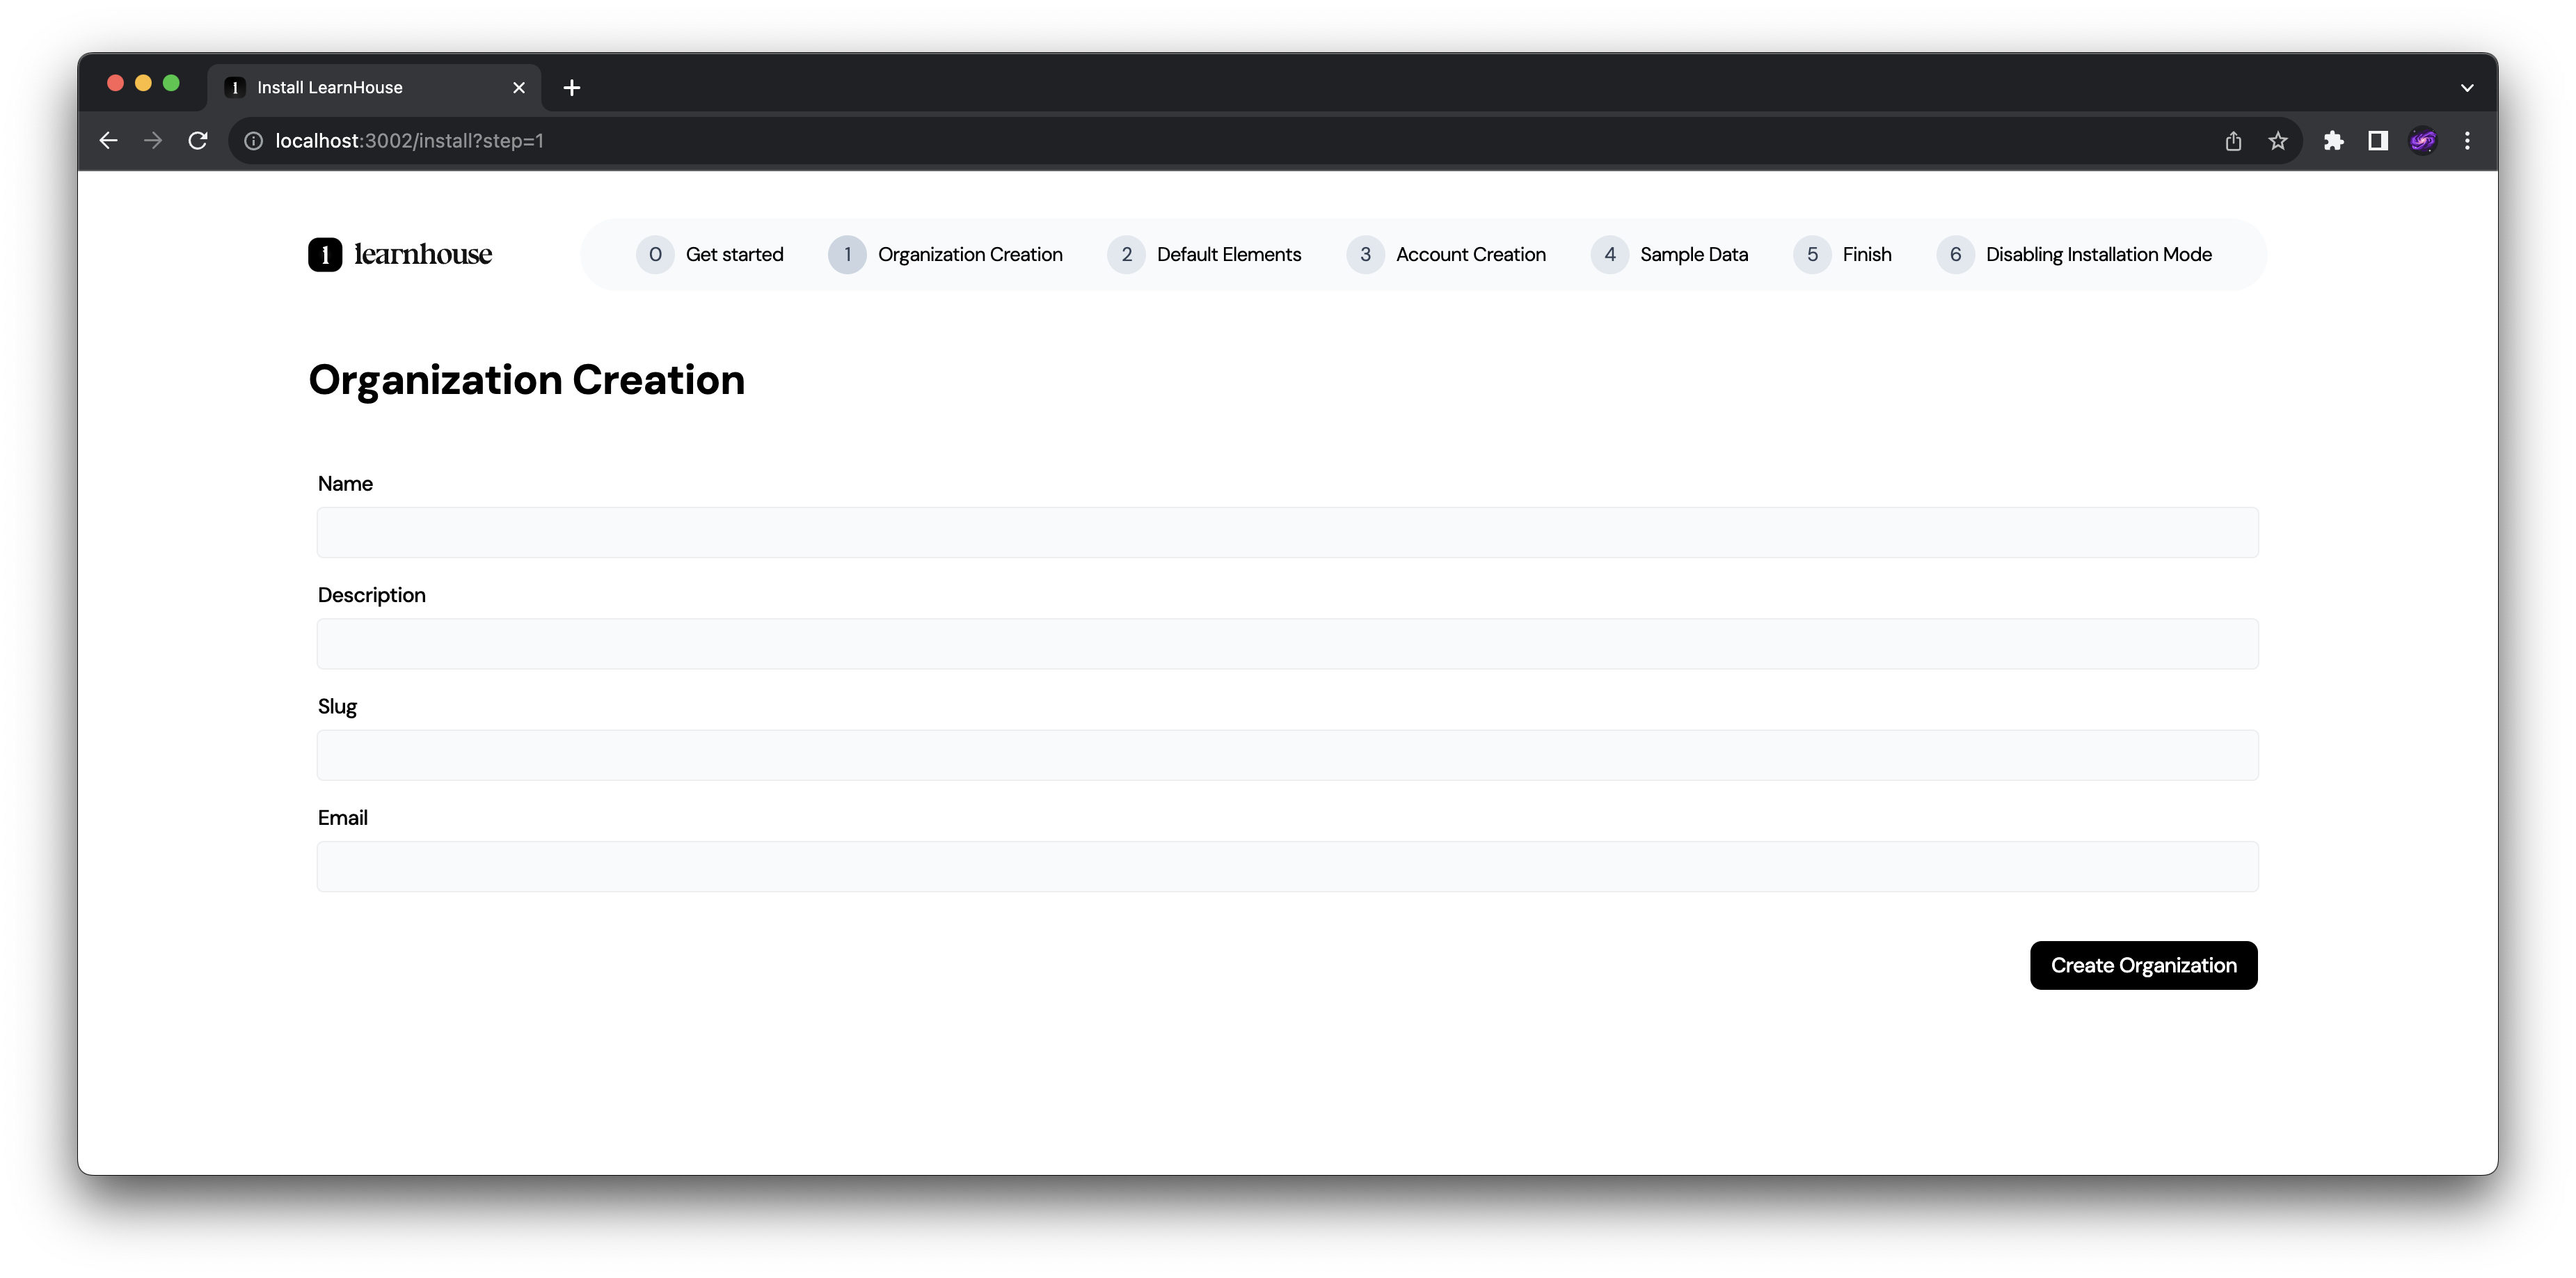 Install LearnHouse
localhost:3002/install?step=1
learnhouse
0 Get started 1 Organization Creation 2 Default Elements 3 Account Creation 4 Sample Data 5 Finish 6 Disabling Installation Mode
Organization Creation
Name
Description
Slug
Email
Create Organization